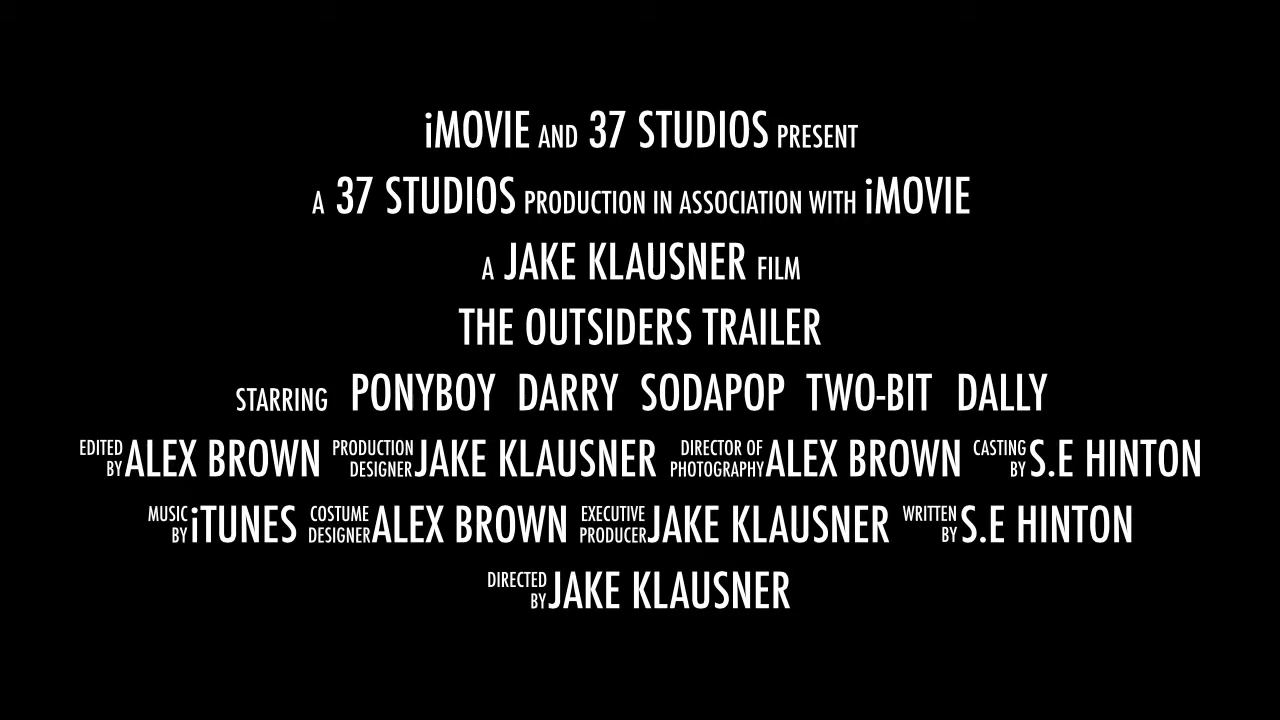 iMOVIE AND 37 STUDIOS PRESENT
A 37 STUDIOS PRODUCTION IN ASSOCIATION WITH iMOVIE
A JAKE KLAUSNER FILM
THE OUTSIDERS TRAILER
STARRING PONYBOY DARRY SODAPOP TWO-BIT DALLY
EDITED BY ALEX BROWN PRODUCTION DESIGNER JAKE KLAUSNER DIRECTOR OF PHOTOGRAPHY ALEX BROWN CASTING BY S.E HINTON
MUSIC BY iTUNES COSTUME DESIGNER ALEX BROWN EXECUTIVE PRODUCER JAKE KLAUSNER WRITTEN BY S.E HINTON
DIRECTED BY JAKE KLAUSNER